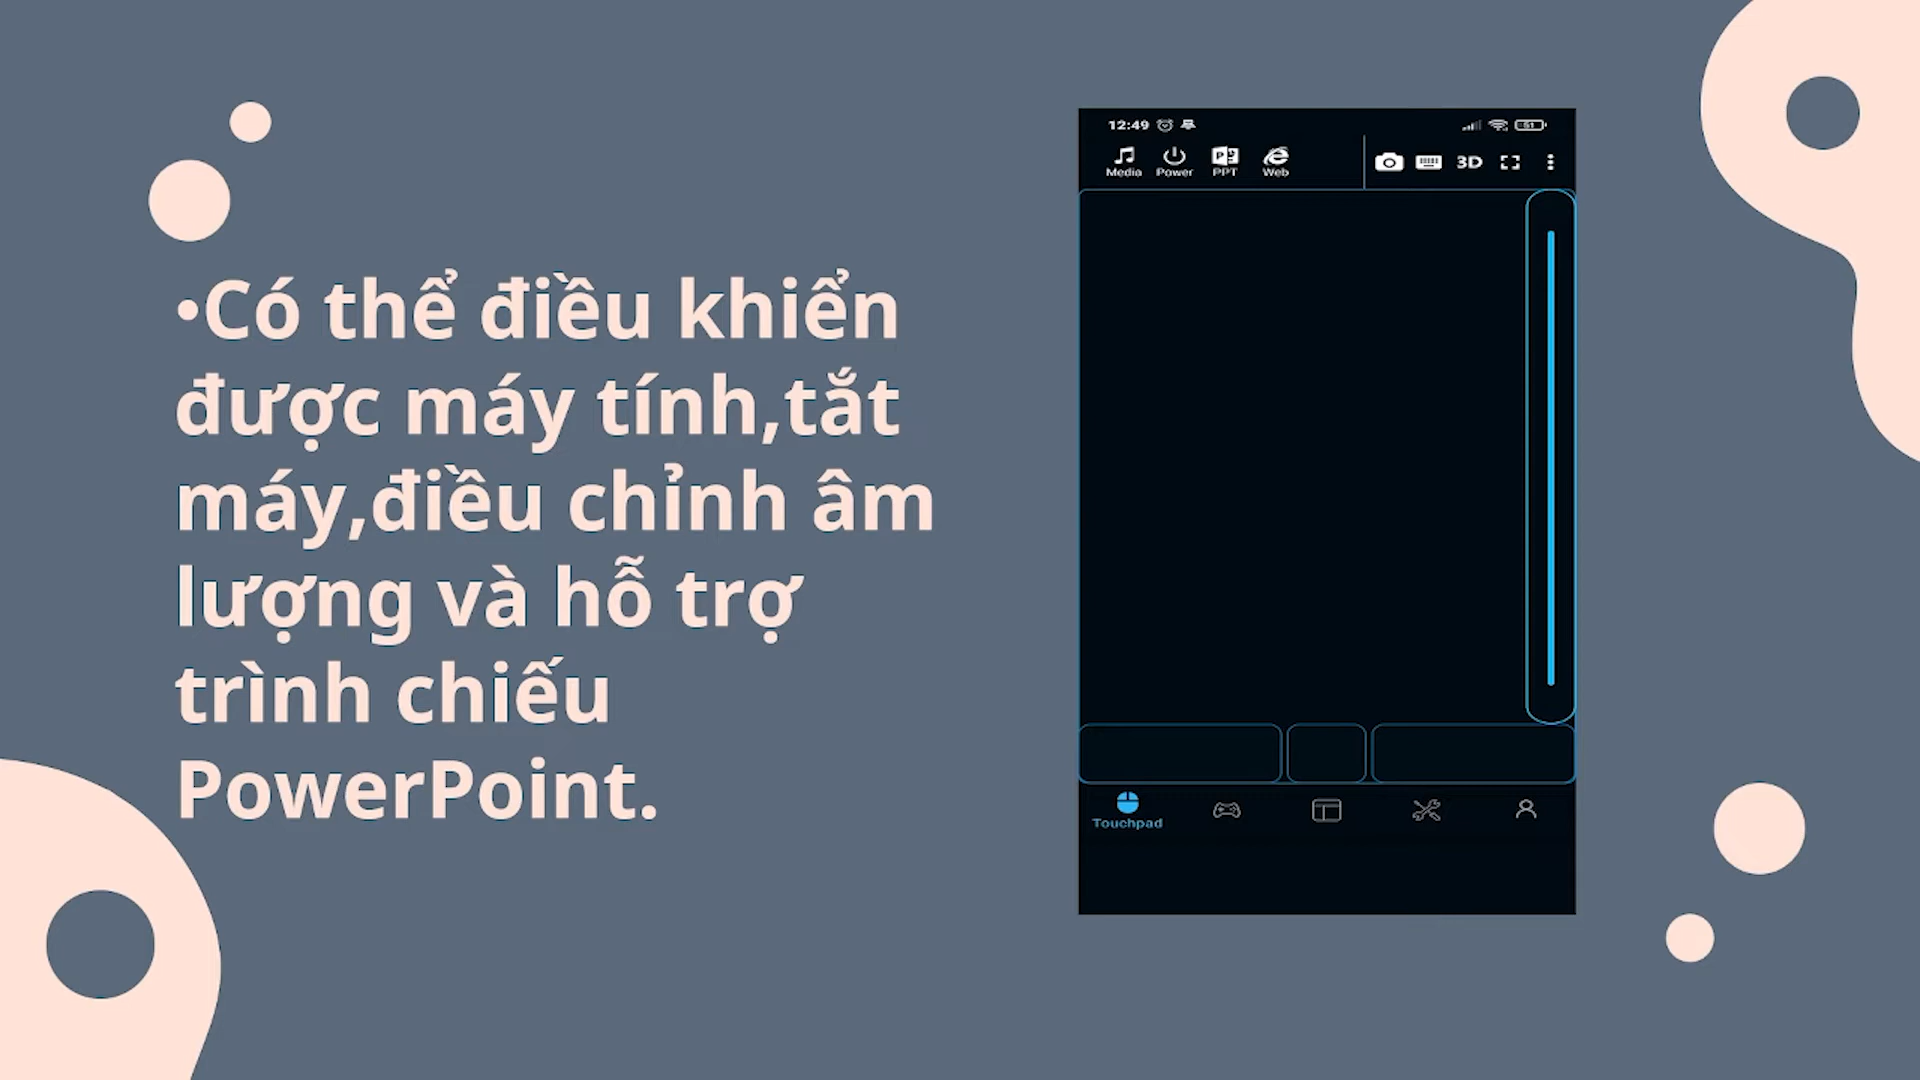 •Có thể điều khiển
được máy tính,tắt
máy,điều chỉnh âm
lượng và hỗ trợ
trình chiếu
PowerPoint.
12:49 51
Media Power PPT Web 3D
Touchpad